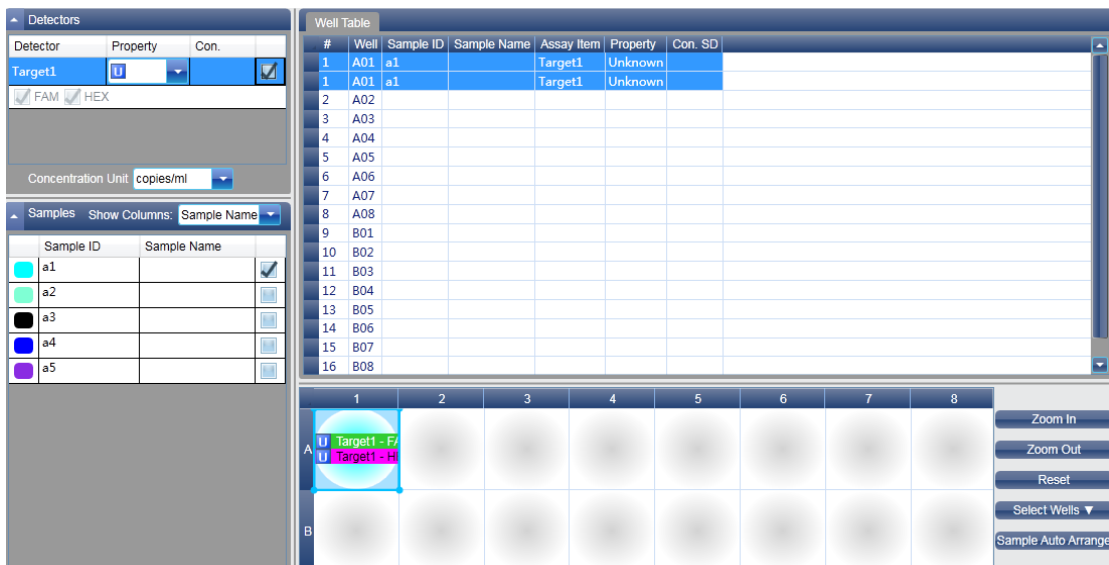 Detectors
Detector Property Con.
Target1 U
FAM HEX
Concentration Unit copies/ml
Samples Show Columns: Sample Name
Sample ID Sample Name
a1
a2
a3
a4
a5
Well Table
# Well Sample ID Sample Name Assay Item Property Con. SD
1 A01 a1 Target1 Unknown
1 A01 a1 Target1 Unknown
2 A02
3 A03
4 A04
5 A05
6 A06
7 A07
8 A08
9 B01
10 B02
11 B03
12 B04
13 B05
14 B06
15 B07
16 B08
1 2 3 4 5 6 7 8
A
U Target1 - FA
U Target1 - H
B
Zoom In
Zoom Out
Reset
Select Wells ▼
Sample Auto Arrange